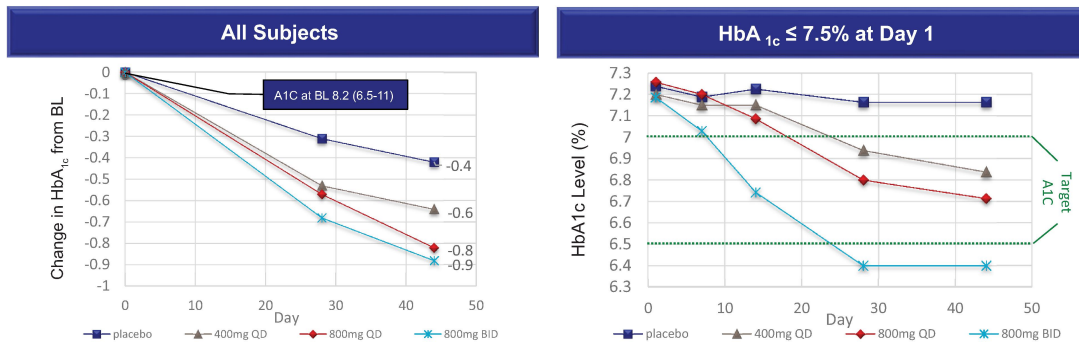 All Subjects
Change in HbA1c from BL
0
-0.1
-0.2
-0.3
-0.4
-0.5
-0.6
-0.7
-0.8
-0.9
-1
A1C at BL 8.2 (6.5-11)
-0.4
-0.6
-0.8
-0.9
0 10 20 30 40 50
Day
placebo 400mg QD 800mg QD 800mg BID
HbA 1c ≤ 7.5% at Day 1
HbA1c Level (%)
7.3
7.2
7.1
7
6.9
6.8
6.7
6.6
6.5
6.4
6.3
Target
A1C
0 10 20 30 40 50
Day
placebo 400mg QD 800mg QD 800mg BID